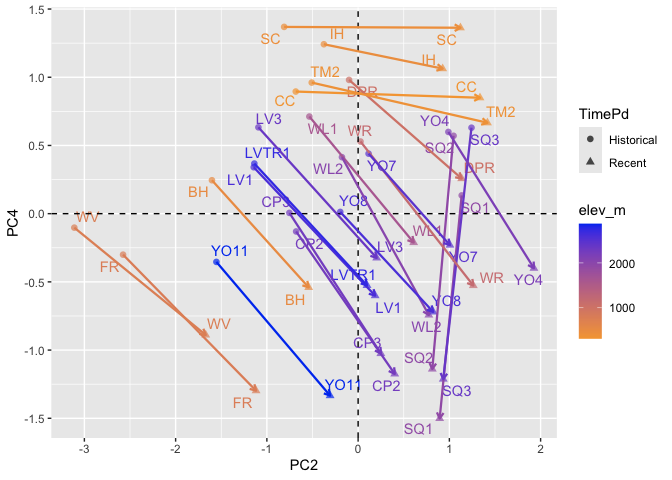 1.5
SC
IH
SC
IH
1.0
TM2
DPR
CC
CC
TM2
LV3
WL1
WR
YO4
SQ3
0.5
SQ2
LVTR1
WL2
YO7
DPR
LV1
BH
CP3
YO8
SQ1
0.0
WV
WL1
CP2
LV3
YO7
YO11
FR
LVTR1
WR
YO4
-0.5
BH
LV1
YO8
WV
WL2
CP3
SQ2
-1.0
YO11
CP2
SQ3
FR
SQ1
-1.5
PC4
-3
-2
-1
0
1
2
PC2
TimePd
Historical
Recent
elev_m
2000
1000